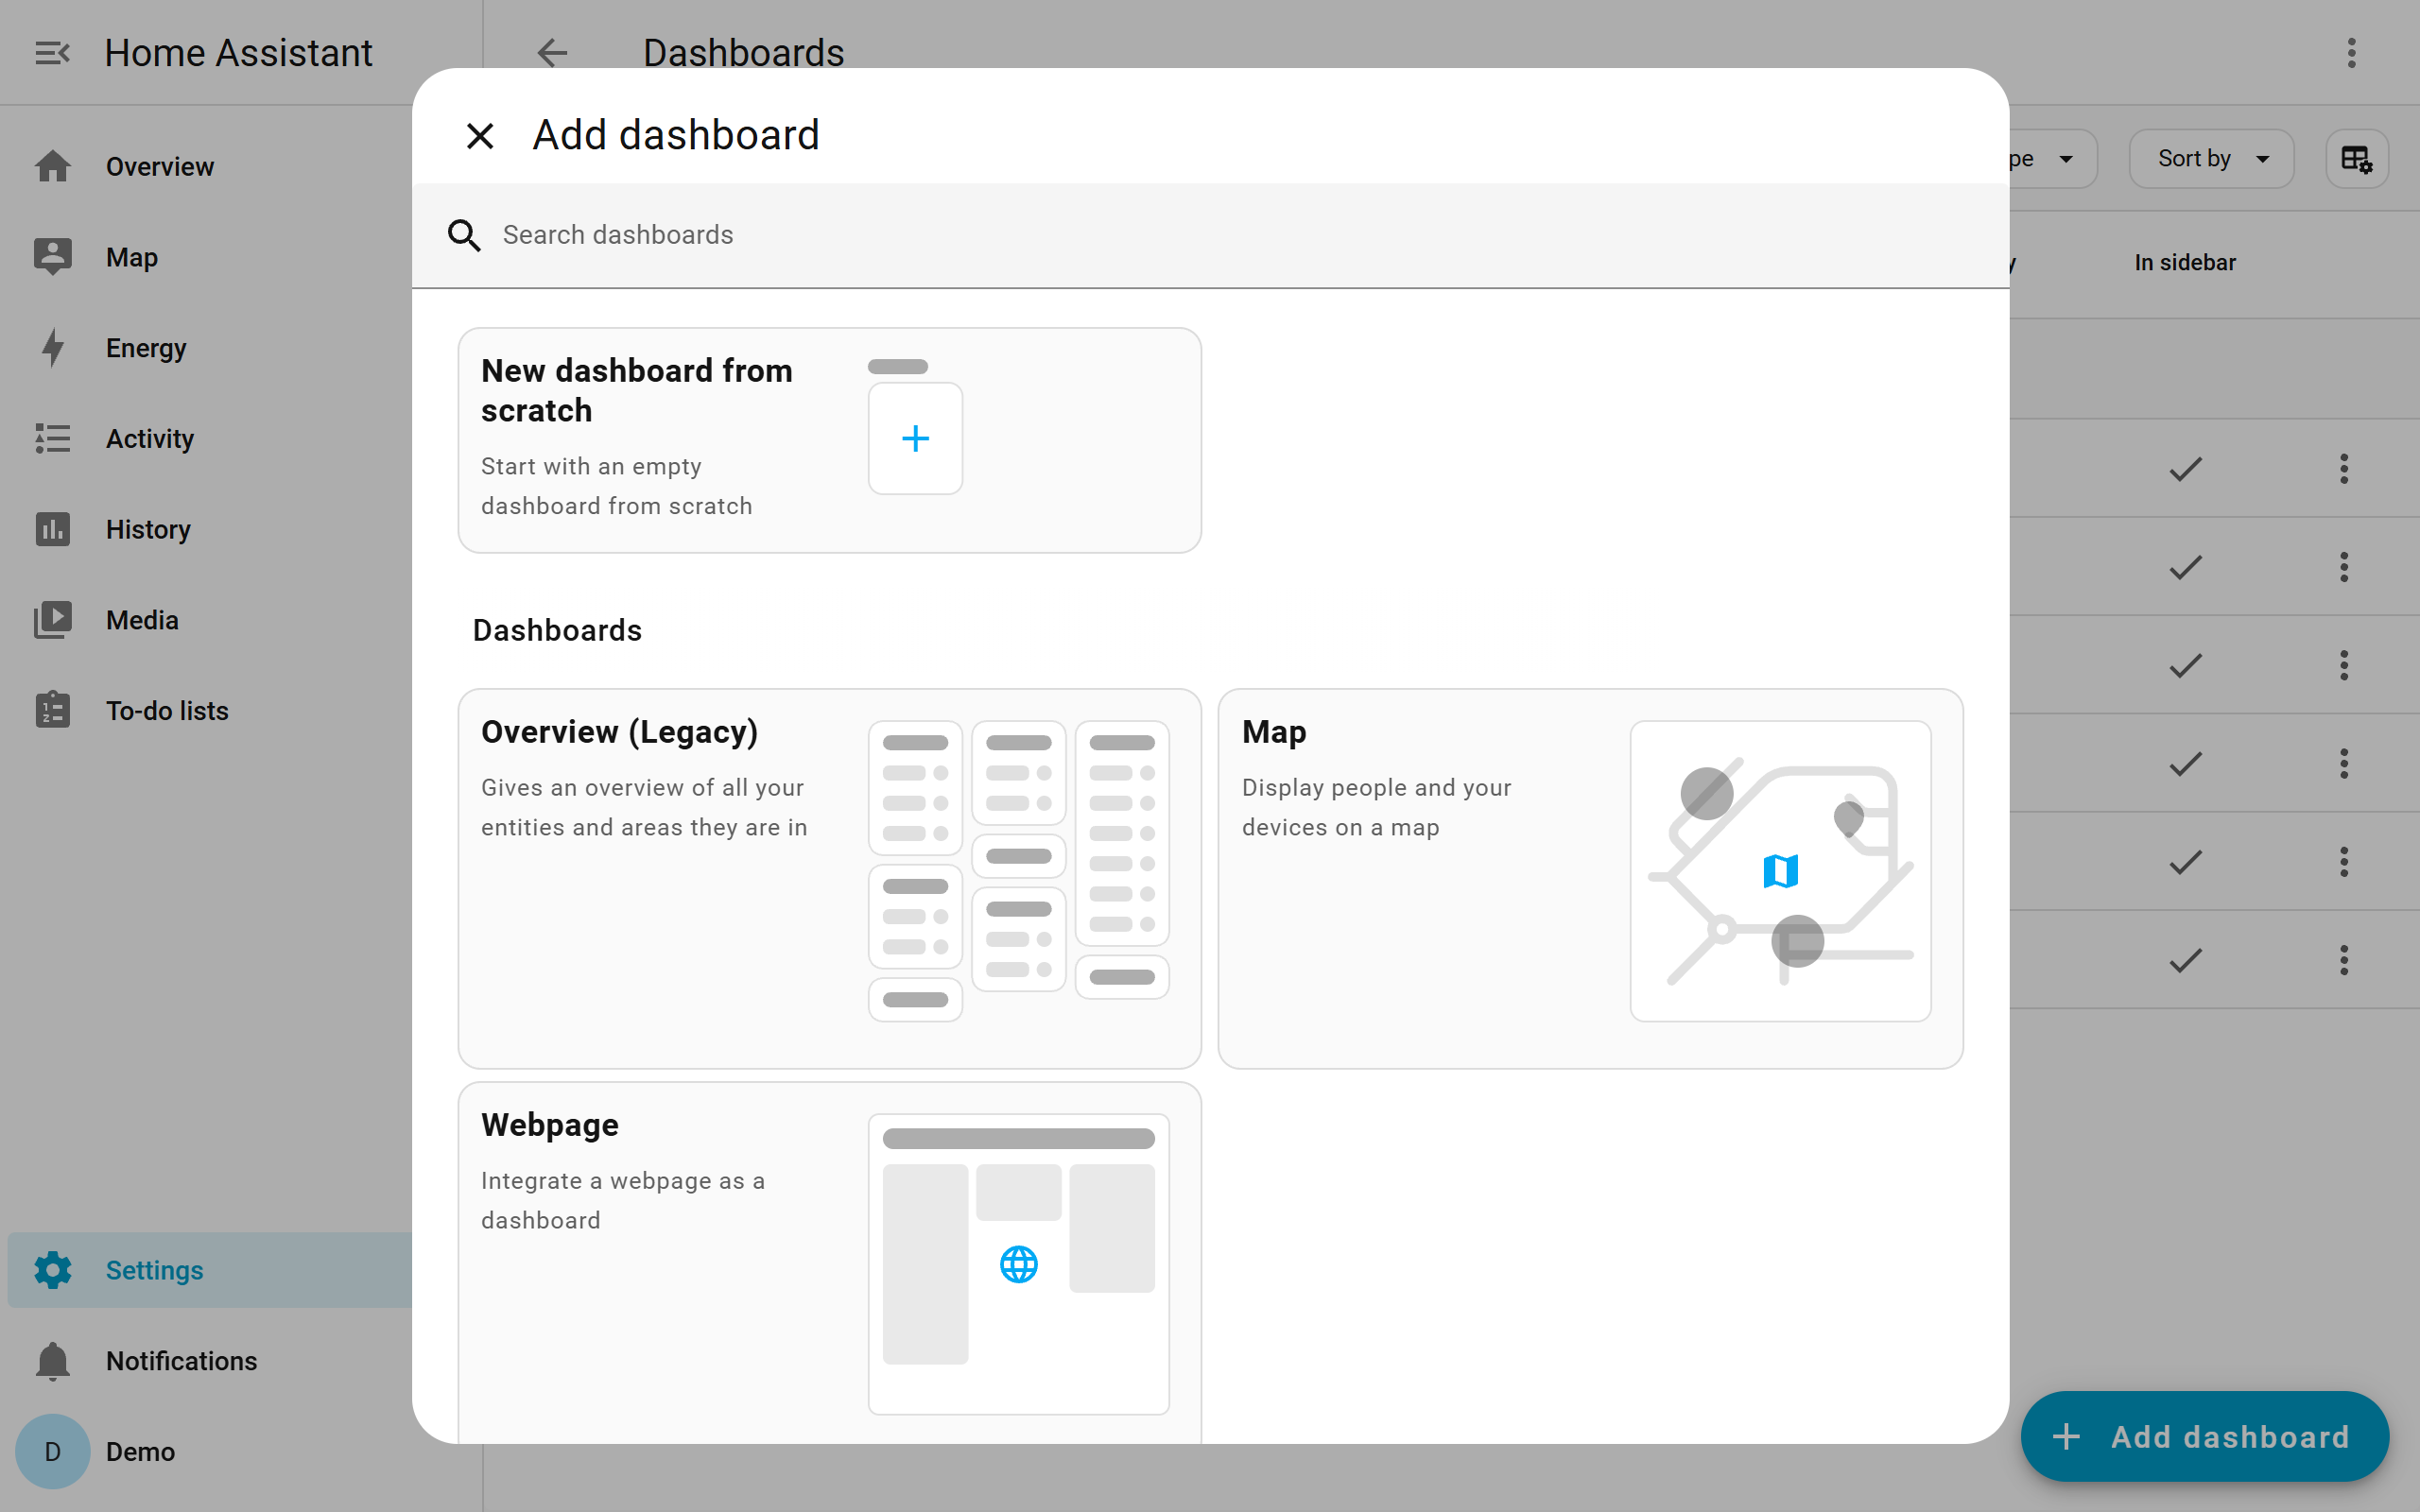 Home Assistant
Dashboards
Overview
Map
Energy
Activity
History
Media
To-do lists
Settings
Notifications
D
Demo
Add dashboard
Search dashboards
New dashboard from
scratch
Start with an empty
dashboard from scratch
Dashboards
Overview (Legacy)
Gives an overview of all your
entities and areas they are in
Map
Display people and your
devices on a map
Webpage
Integrate a webpage as a
dashboard
pe
Sort by
In sidebar
Add dashboard